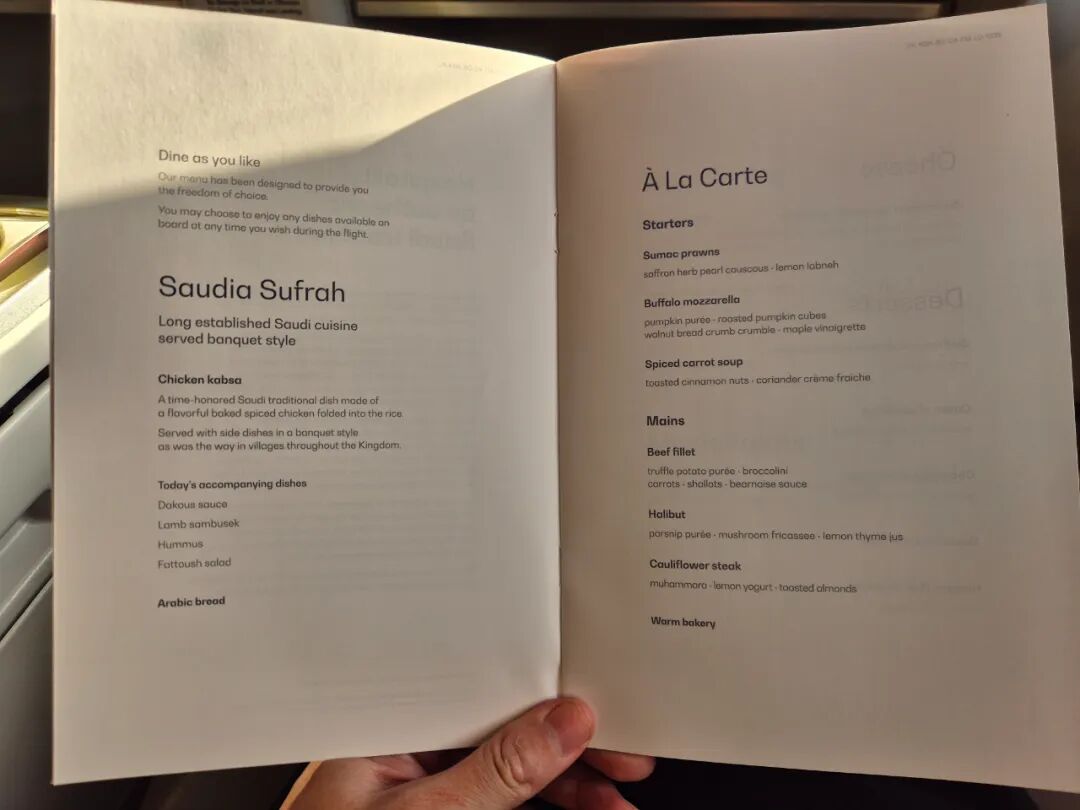 Dine as you like
Our menu has been designed to provide you
the freedom of choice.
You may choose to enjoy any dishes available on
board at any time you wish during the flight.
Saudia Sufrah
Long established Saudi cuisine
served banquet style
Chicken kabsa
A time-honored Saudi traditional dish made of
a flavorful baked spiced chicken folded into the rice.
Served with side dishes in a banquet style
as was the way in villages throughout the Kingdom.
Today's accompanying dishes
Dakous sauce
Lamb sambusek
Hummus
Fattoush salad
Arabic bread
À La Carte
Starters
Sumac prawns
saffron herb pearl couscous · lemon labneh
Buffalo mozzarella
pumpkin purée · roasted pumpkin cubes
walnut bread crumb crumble · maple vinaigrette
Spiced carrot soup
toasted cinnamon nuts · coriander crème fraiche
Mains
Beef fillet
truffle potato purée · broccolini
carrots · shallots · bearnaise sauce
Halibut
parsnip purée · mushroom fricassee · lemon thyme jus
Cauliflower steak
muhammara · lemon yogurt · toasted almonds
Warm bakery